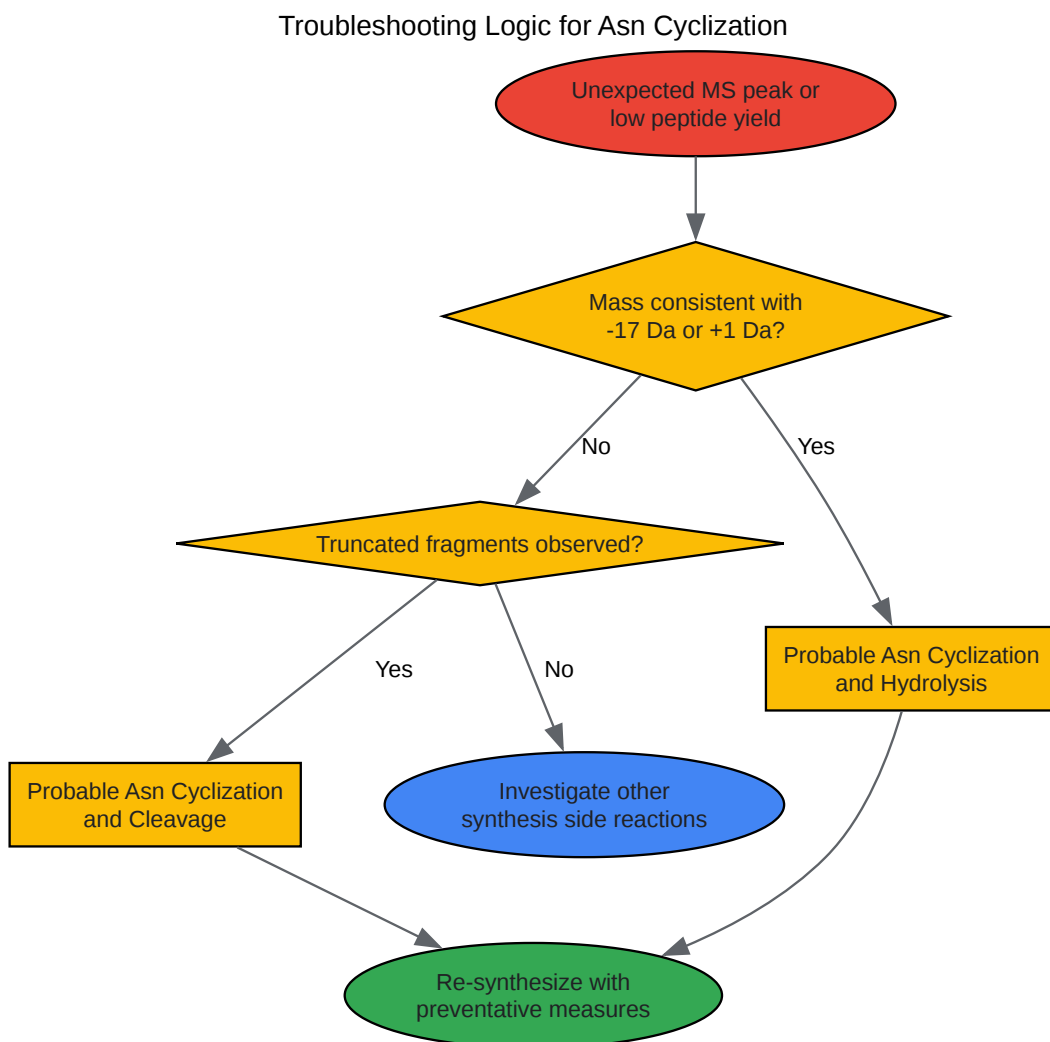 Troubleshooting Logic for Asn Cyclization
Unexpected MS peak or
low peptide yield
Mass consistent with
-17 Da or +1 Da?
No
Yes
Truncated fragments observed?
Yes
No
Probable Asn Cyclization
and Hydrolysis
Probable Asn Cyclization
and Cleavage
Investigate other
synthesis side reactions
Re-synthesize with
preventative measures